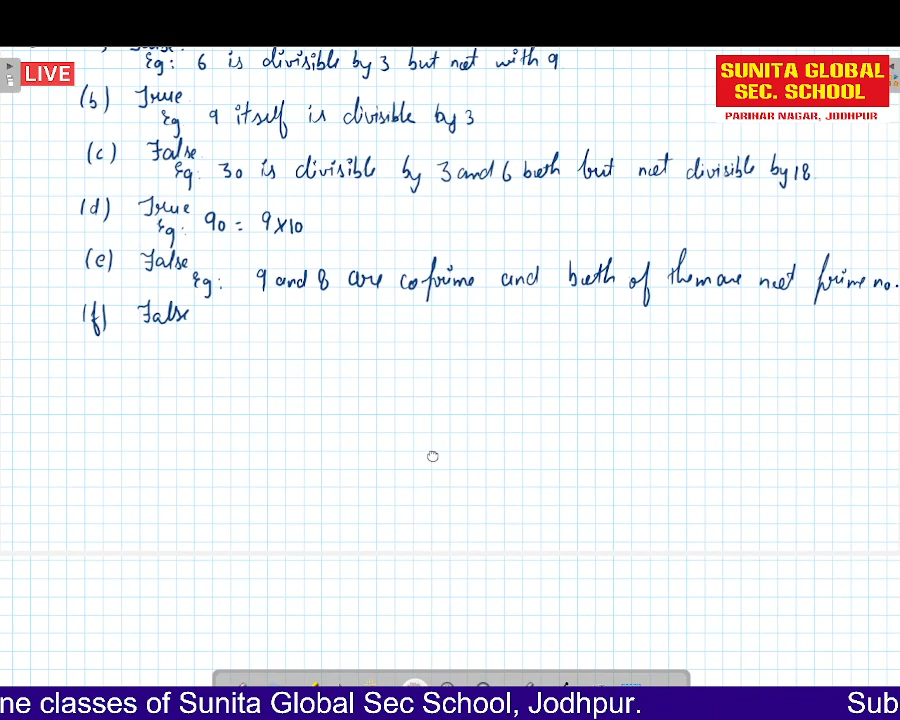 Eg: 6 is divisible by 3 but not with 9
LIVE
SUNITA GLOBAL
SEC. SCHOOL
PARIHAR NAGAR, JODHPUR
(b) True
Eg 9 itself is divisible by 3
(c) False
Eg: 30 is divisible by 3 and 6 both but not divisible by 18
(d) True
Eg: 90 = 9 × 10
(e) False
Eg: 9 and 8 are coprime and both of them are not prime no.
(f) False
ne classes of Sunita Global Sec School, Jodhpur. Sub